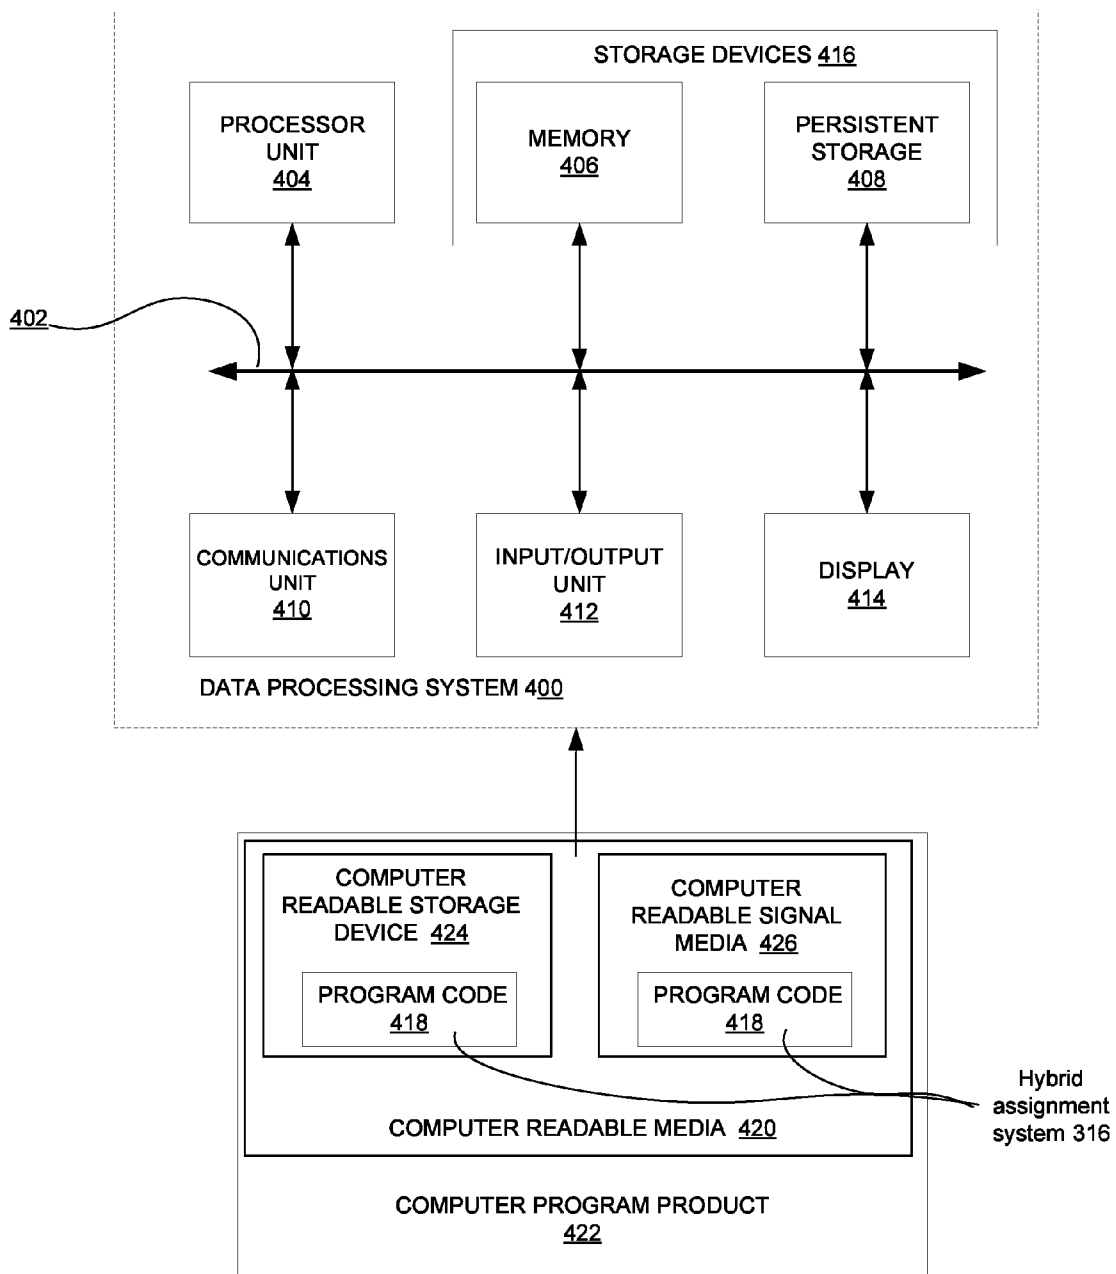 STORAGE DEVICES 416
PROCESSOR
UNIT
404
MEMORY
406
PERSISTENT
STORAGE
408
402
COMMUNICATIONS
UNIT
410
INPUT/OUTPUT
UNIT
412
DISPLAY
414
DATA PROCESSING SYSTEM 400
COMPUTER
READABLE STORAGE
DEVICE 424
PROGRAM CODE
418
COMPUTER
READABLE SIGNAL
MEDIA 426
PROGRAM CODE
418
Hybrid
assignment
system 316
COMPUTER READABLE MEDIA 420
COMPUTER PROGRAM PRODUCT
422